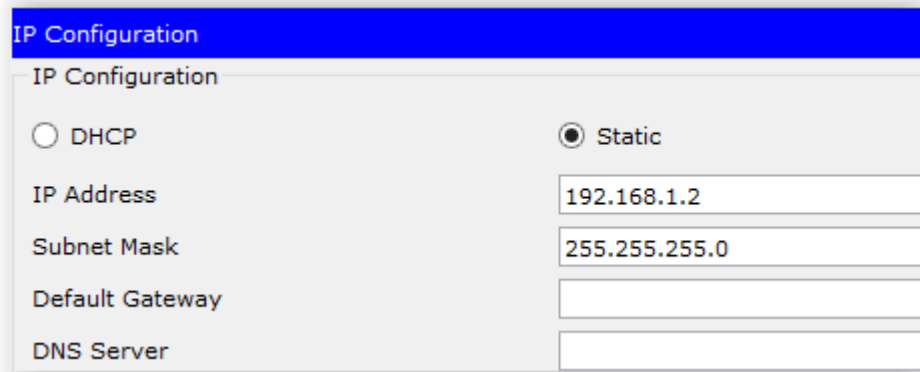 IP Configuration
IP Configuration
DHCP Static
IP Address 192.168.1.2
Subnet Mask 255.255.255.0
Default Gateway
DNS Server